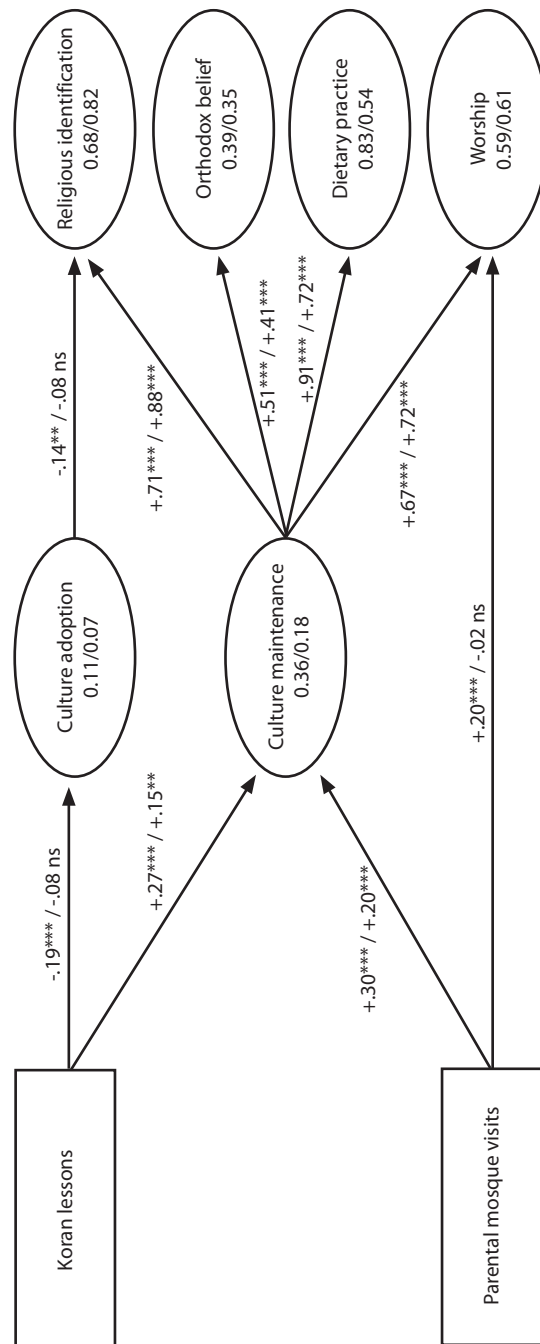 Koran lessons
Parental mosque visits
-.19*** / -.08 ns
+.27*** / +.15**
+.30*** / +.20***
+.20*** / -.02 ns
Culture adoption
0.11/0.07
Culture maintenance
0.36/0.18
-.14** / -.08 ns
+.71*** / +.88***
+.51*** / +.41***
+.91*** / +.72***
+.67*** / +.72***
Religious identification
0.68/0.82
Orthodox belief
0.39/0.35
Dietary practice
0.83/0.54
Worship
0.59/0.61